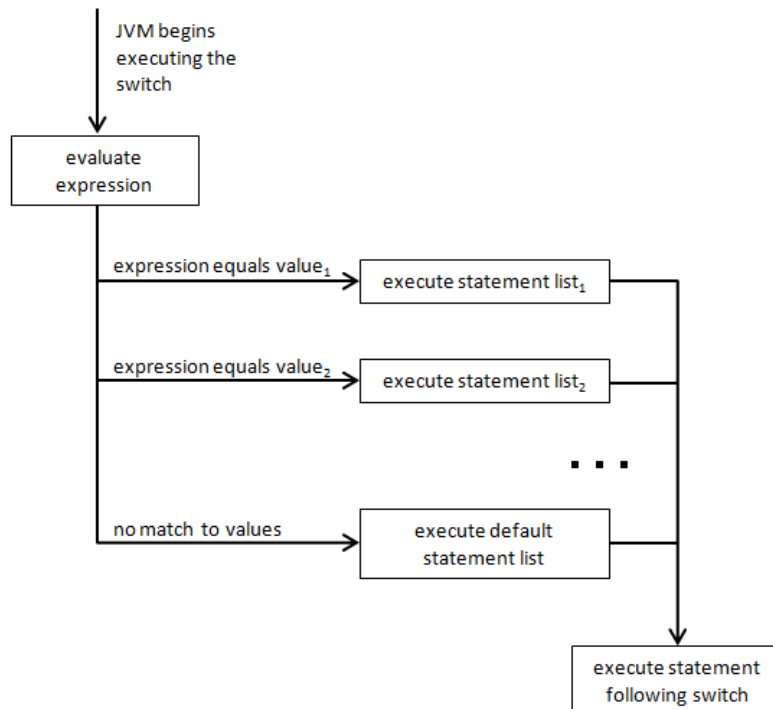 JVM begins
executing the
switch
evaluate
expression
expression equals value₁
execute statement list₁
expression equals value₂
execute statement list₂
. . .
no match to values
execute default
statement list
execute statement
following switch